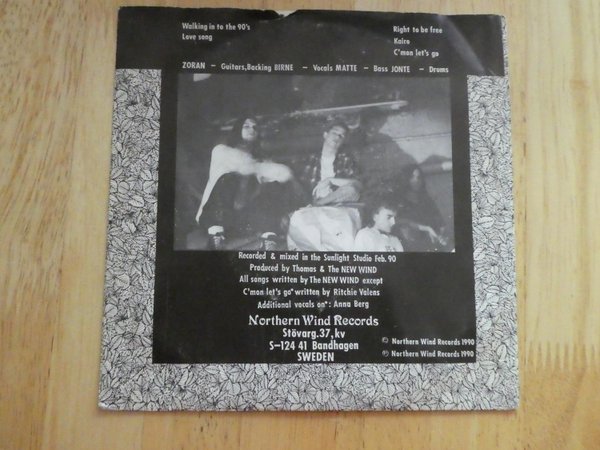 Walking in to the 90's
Love song
Right to be free
Kairo
C'mon let's go
ZORAN - Guitars,Backing BIRNE - Vocals MATTE - Bass JONTE - Drums
Recorded & mixed in the Sunlight Studio Feb. 90
Produced by Thomas & The NEW WIND
All songs written by The NEW WIND except
C'mon let's go* written by Ritchie Valens
Additional vocals on*: Anna Berg
Northern Wind Records
Stövarg.37,kv
S-124 41 Bandhagen
SWEDEN
© Northern Wind Records 1990
℗ Northern Wind Records 1990